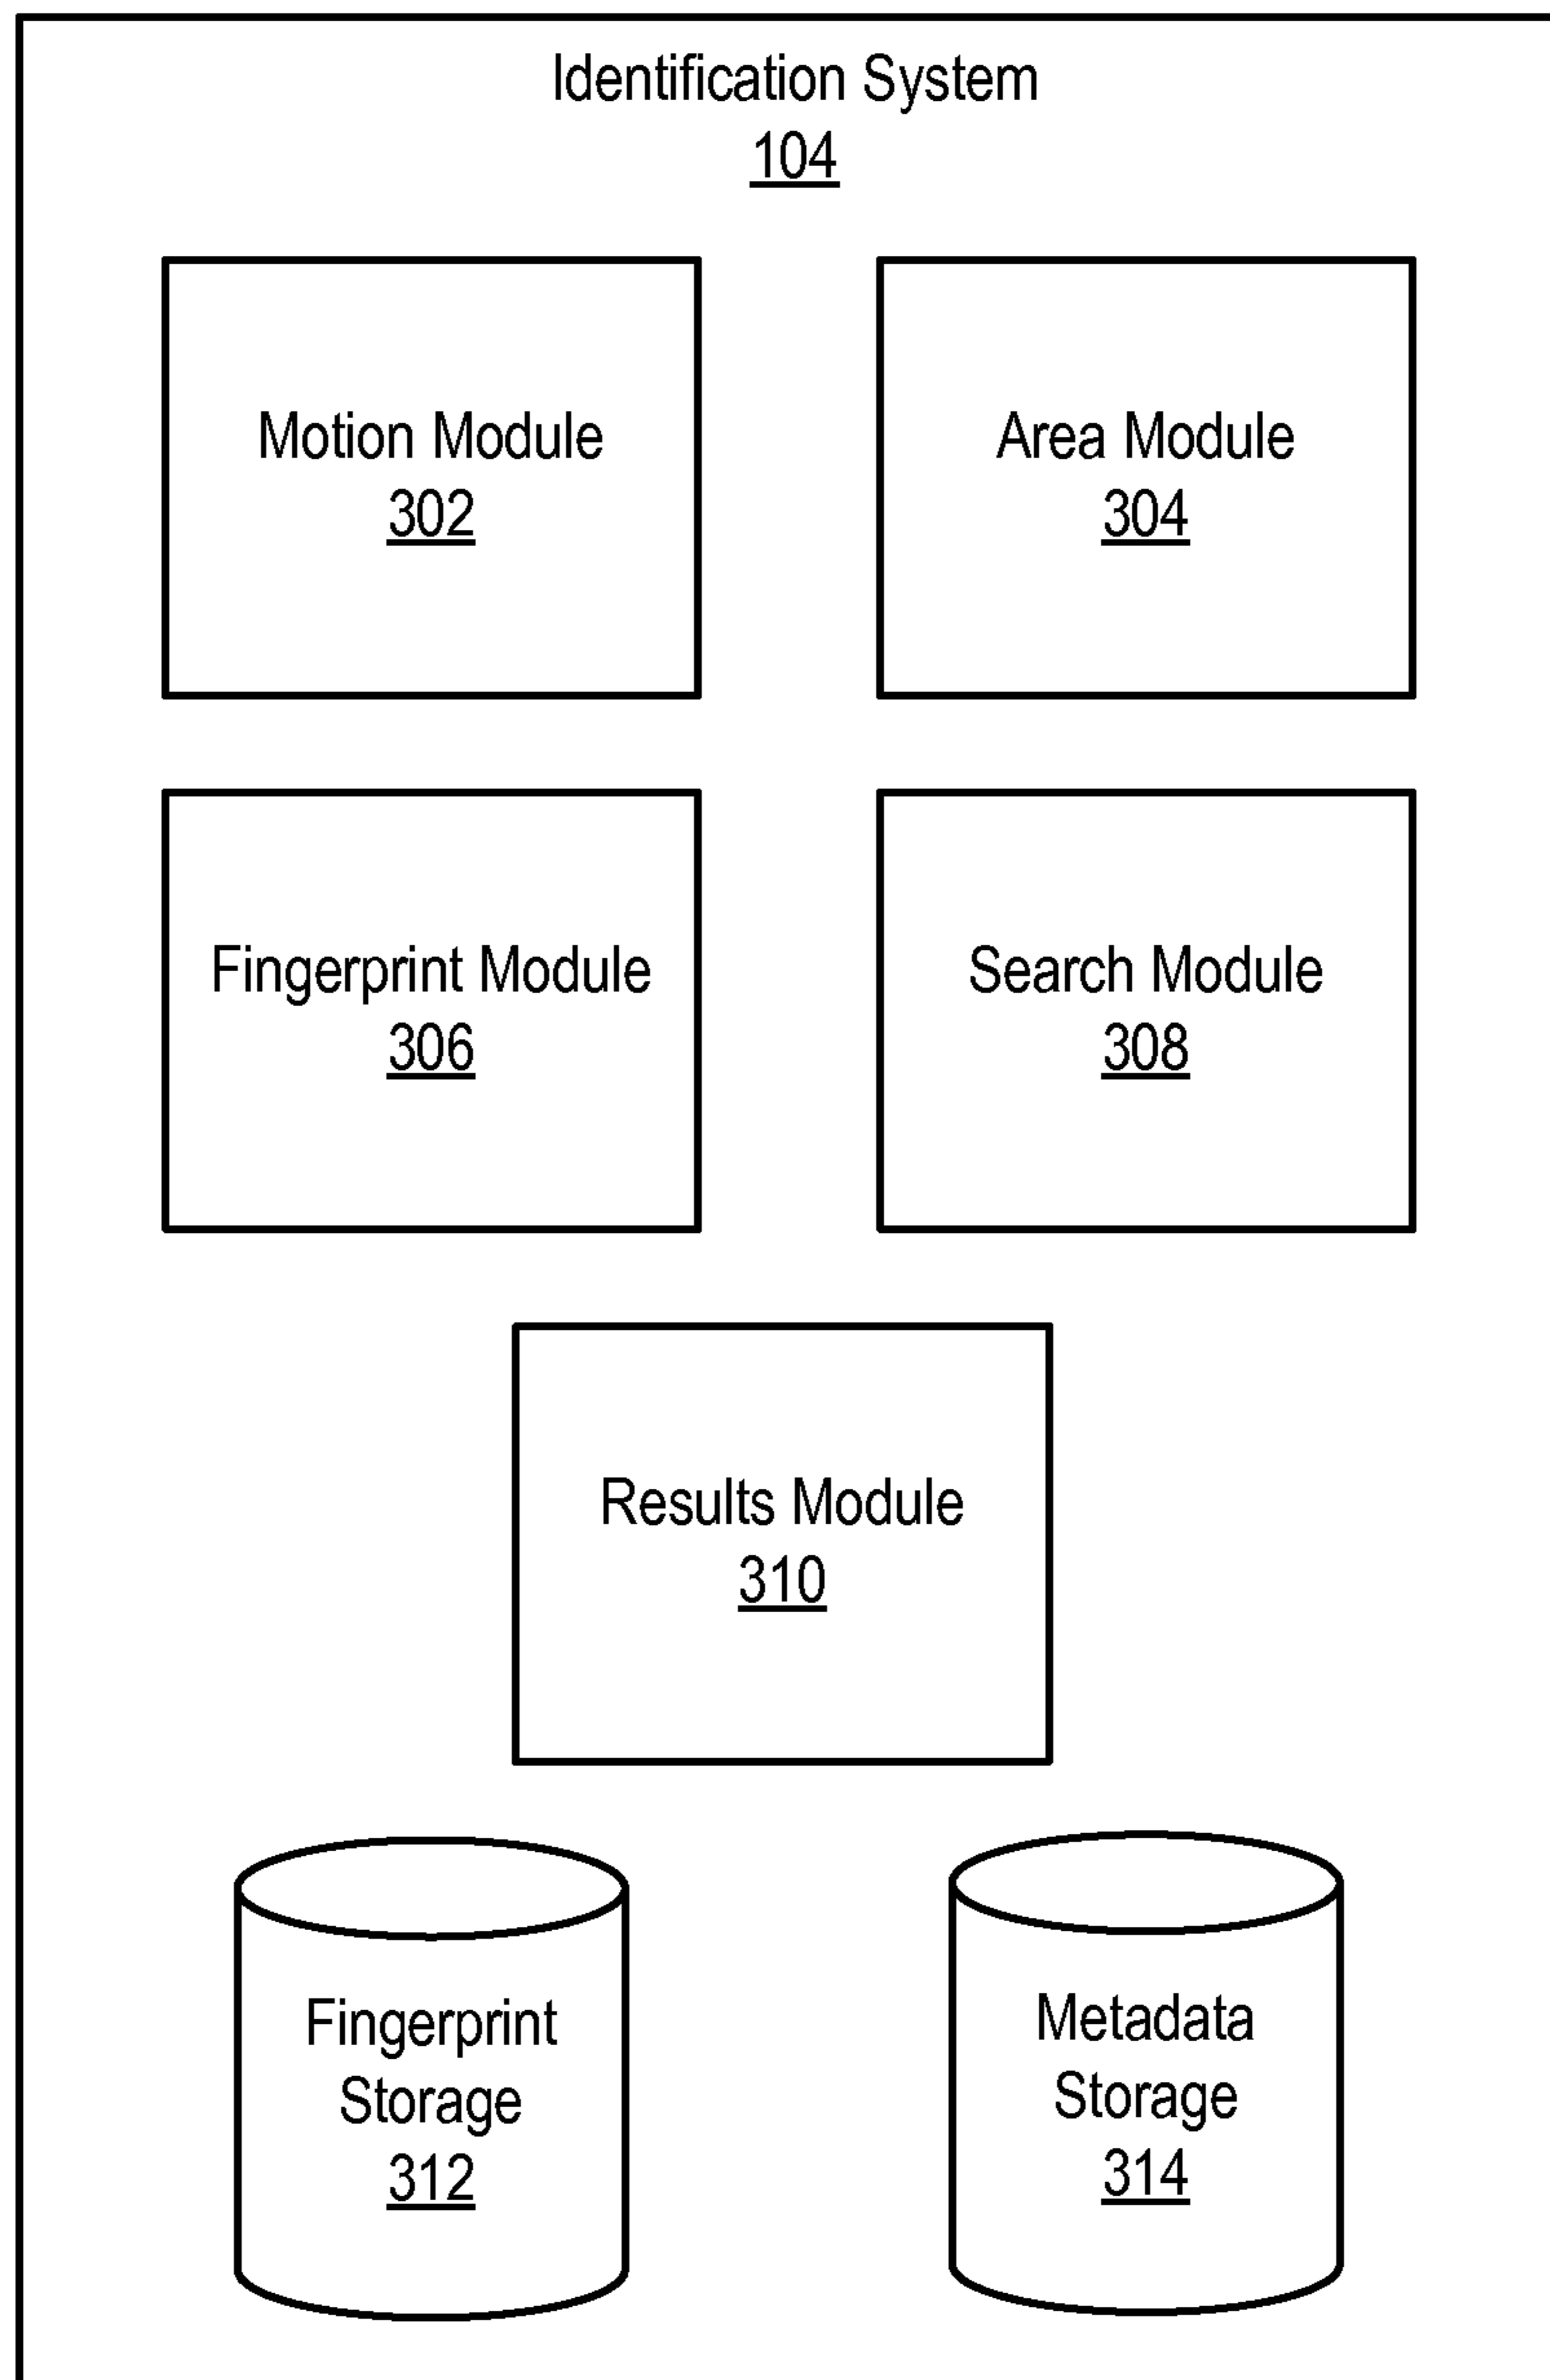 Identification System
104
Motion Module
302
Area Module
304
Fingerprint Module
306
Search Module
308
Results Module
310
Fingerprint
Storage
312
Metadata
Storage
314